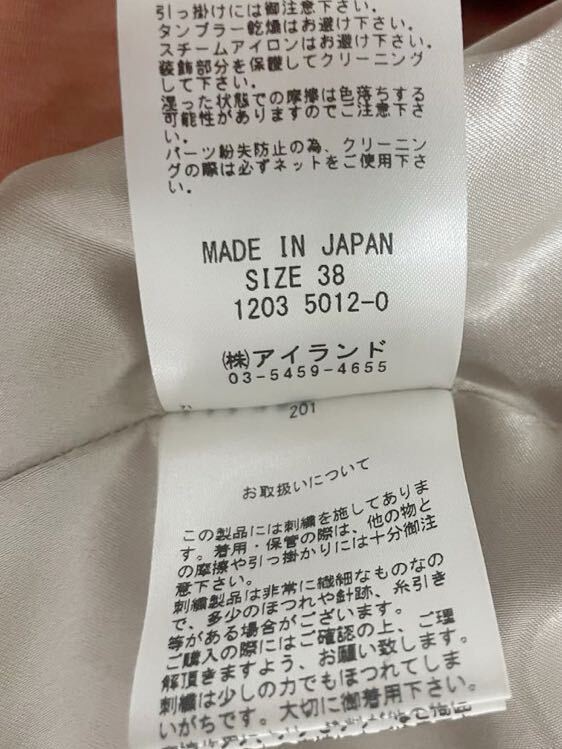 引っ掛けには御注意下さい。
タンブラー乾燥はお避け下さい。
スチームアイロンはお避け下さい。
装飾部分を保護してクリーニング
して下さい。
湿った状態での摩擦は色落ちする
可能性がありますのでご注意下さ
い。
パーツ紛失防止の為、クリーニン
グの際は必ずネットをご使用下さ
い。
MADE IN JAPAN
SIZE 38
1203 5012-0
㈱アイランド
03-5459-4655
201
お取扱いについて
この製品には刺繍を施してありま
す。着用・保管の際は、他の物と
の摩擦や引っ掛かりには十分御注
意下さい。
刺繍製品は非常に繊細なものなの
で、多少のほつれや針跡、糸引き
等がある場合がございます。
ご購入の際にはご確認の上、ご理
解頂きますよう、お願い致します。
刺繍は少しの力でもほつれてしま
いがちです。大切に御着用下さい。